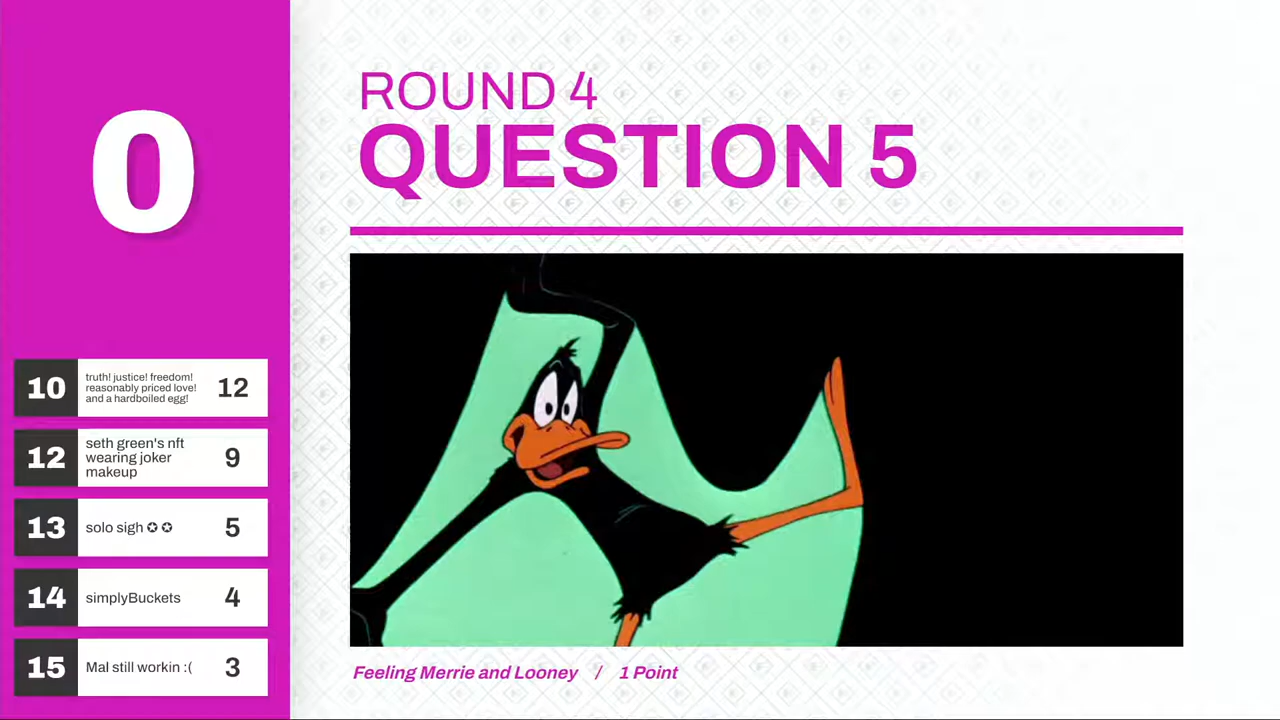 0
ROUND 4
QUESTION 5
10 truth! justice! freedom! 12
reasonably priced love!
and a hardboiled egg!
12 seth green's nft 9
wearing joker
makeup
13 solo sigh ✪ ✪ 5
14 simplyBuckets 4
15 Mal still workin :( 3
Feeling Merrie and Looney / 1 Point